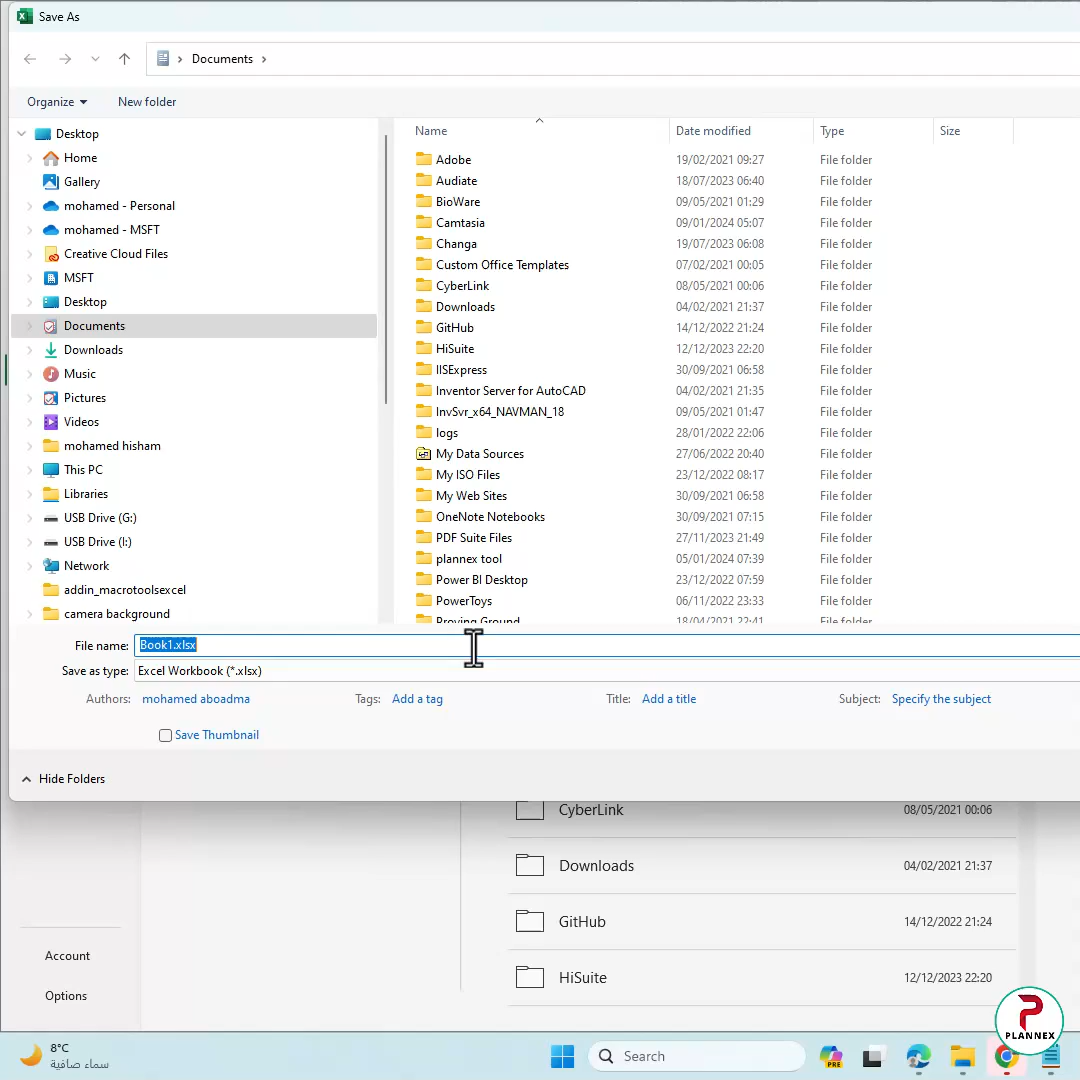 Save As
Documents
Organize
New folder
Name
Date modified
Type
Size
Desktop
Home
Gallery
mohamed - Personal
mohamed - MSFT
Creative Cloud Files
MSFT
Desktop
Documents
Downloads
Music
Pictures
Videos
mohamed hisham
This PC
Libraries
USB Drive (G:)
USB Drive (I:)
Network
addin_macrotoolsexcel
camera background
Adobe 19/02/2021 09:27 File folder
Audiate 18/07/2023 06:40 File folder
BioWare 09/05/2021 01:29 File folder
Camtasia 09/01/2024 05:07 File folder
Changa 19/07/2023 06:08 File folder
Custom Office Templates 07/02/2021 00:05 File folder
CyberLink 08/05/2021 00:06 File folder
Downloads 04/02/2021 21:37 File folder
GitHub 14/12/2022 21:24 File folder
HiSuite 12/12/2023 22:20 File folder
IISExpress 30/09/2021 06:58 File folder
Inventor Server for AutoCAD 04/02/2021 21:35 File folder
InvSvr_x64_NAVMAN_18 09/05/2021 01:47 File folder
logs 28/01/2022 22:06 File folder
My Data Sources 27/06/2022 20:40 File folder
My ISO Files 23/12/2022 08:17 File folder
My Web Sites 30/09/2021 06:58 File folder
OneNote Notebooks 30/09/2021 07:15 File folder
PDF Suite Files 27/11/2023 21:49 File folder
plannex tool 05/01/2024 07:39 File folder
Power BI Desktop 23/12/2022 07:59 File folder
PowerToys 06/11/2022 23:33 File folder
Proving Ground 18/04/2022 22:41 File folder
File name: Book1.xlsx
Save as type: Excel Workbook (*.xlsx)
Authors: mohamed aboadma Tags: Add a tag Title: Add a title Subject: Specify the subject
Save Thumbnail
Hide Folders
CyberLink 08/05/2021 00:06
Downloads 04/02/2021 21:37
GitHub 14/12/2022 21:24
HiSuite 12/12/2023 22:20
Account
Options
PLANNEX
8°C
سماء صافية
Search
PRE